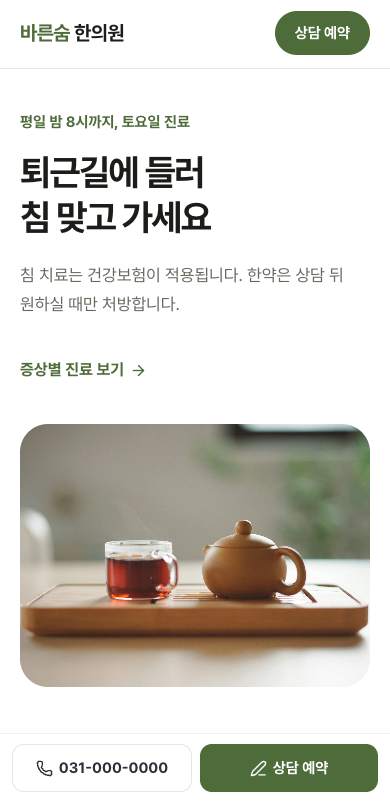 바른숨 한의원
상담 예약
평일 밤 8시까지, 토요일 진료
퇴근길에 들러
침 맞고 가세요
침 치료는 건강보험이 적용됩니다. 한약은 상담 뒤
원하실 때만 처방합니다.
증상별 진료 보기 →
031-000-0000
상담 예약